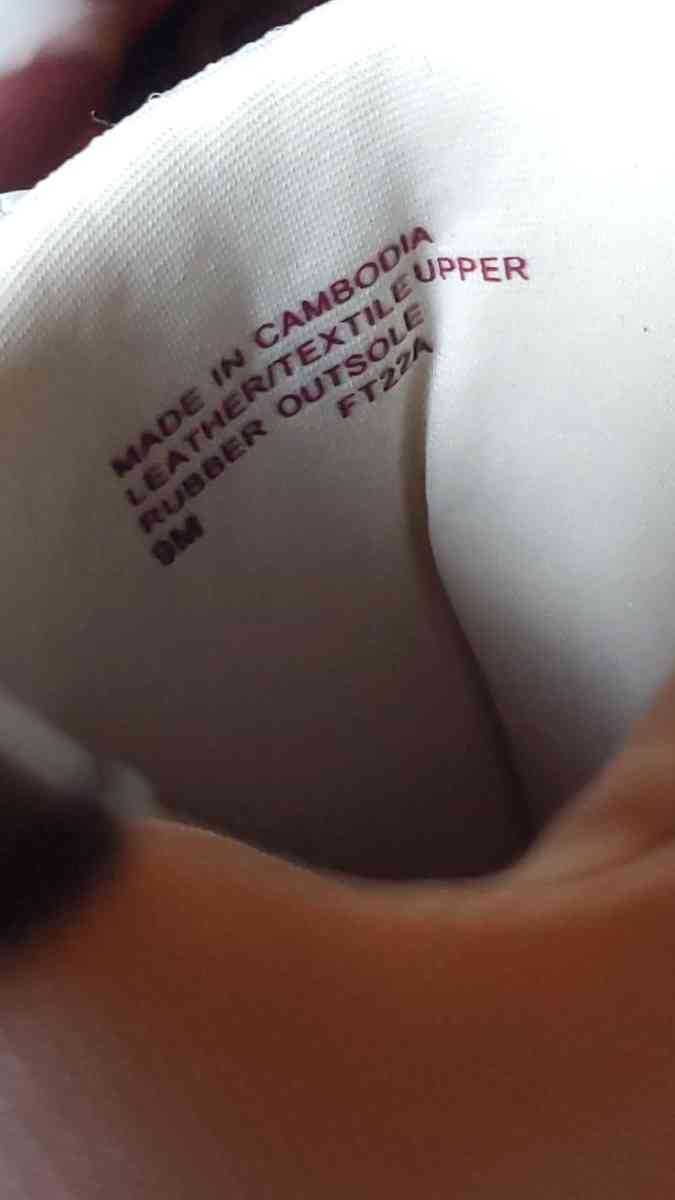 MADE IN CAMBODIA
LEATHER/TEXTILE UPPER
RUBBER OUTSOLE
FT22A
9M